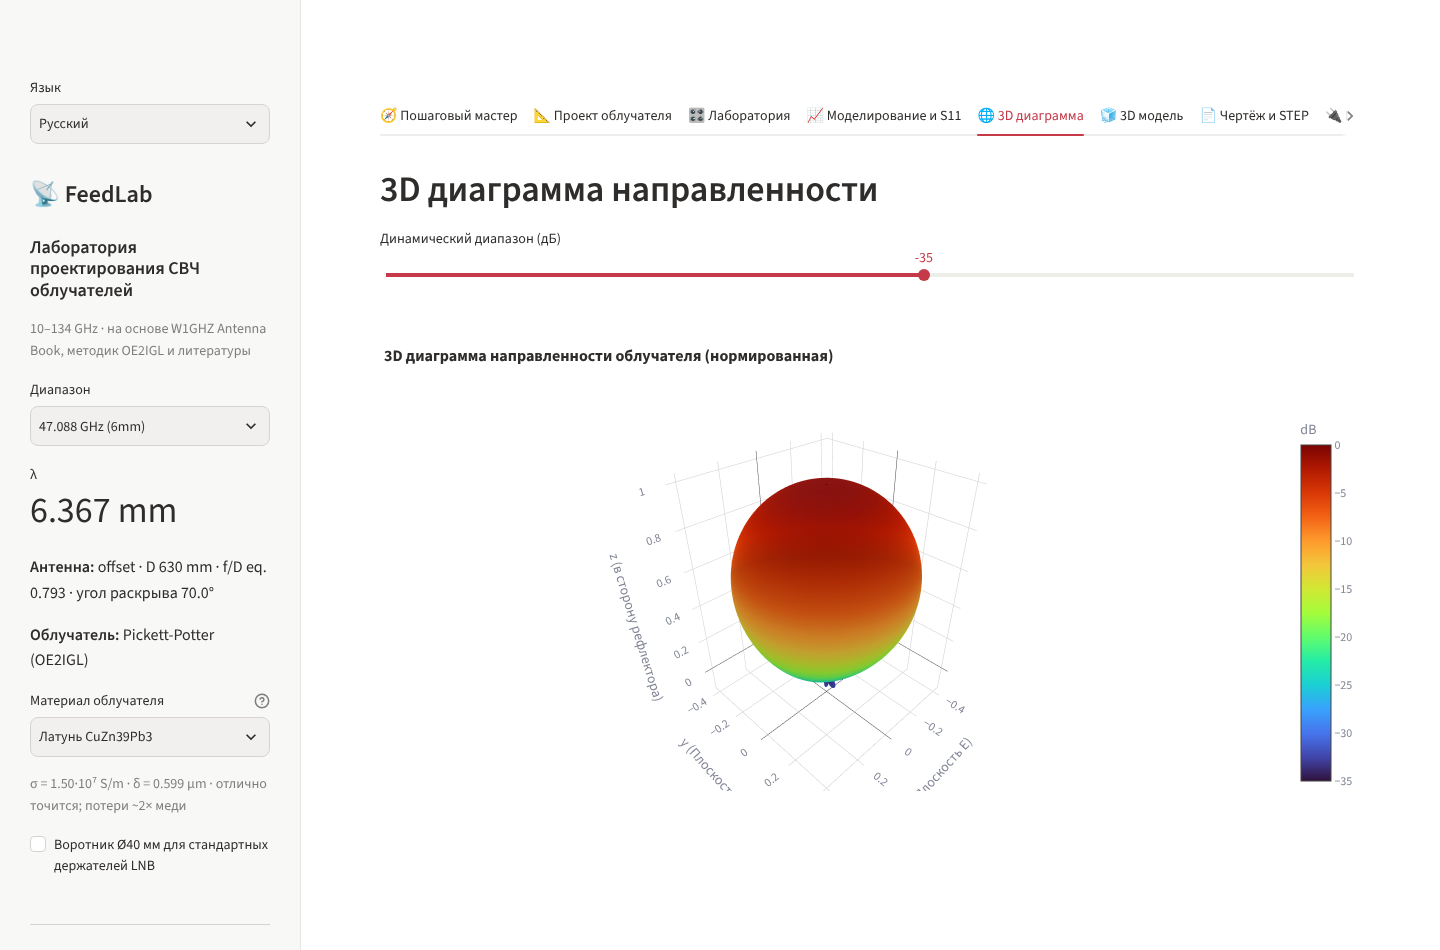 Язык
Русский
📡 FeedLab
Лаборатория
проектирования СВЧ
облучателей
10–134 GHz · на основе W1GHZ Antenna
Book, методик OE2IGL и литературы
Диапазон
47.088 GHz (6mm)
λ
6.367 mm
Антенна: offset · D 630 mm · f/D eq.
0.793 · угол раскрыва 70.0°
Облучатель: Pickett-Potter
(OE2IGL)
Материал облучателя
Латунь CuZn39Pb3
σ = 1.50·10⁷ S/m · δ = 0.599 µm · отлично
точится; потери ~2× меди
Воротник Ø40 мм для стандартных
держателей LNB
🧭 Пошаговый мастер 📐 Проект облучателя 🎛️ Лаборатория 📈 Моделирование и S11 🌐 3D диаграмма 🧊 3D модель 📄 Чертёж и STEP 🔌
3D диаграмма направленности
Динамический диапазон (дБ)
-35
3D диаграмма направленности облучателя (нормированная)
dB
0
−5
−10
−15
−20
−25
−30
−35
z (в сторону рефлектора)
1
0.8
0.6
0.4
0.2
0
−0.4
−0.2
0
0.2
−0.4
−0.2
0
0.2